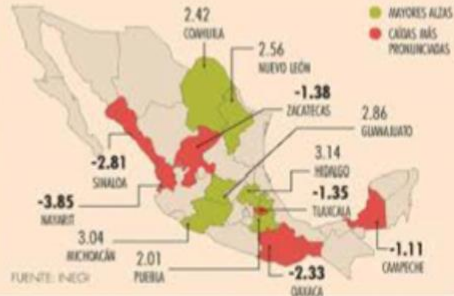 2.42
COAHUILA
MAYORES ALZAS
CAÍDAS MÁS
PRONUNCIADAS
2.56
NUEVO LEÓN
-1.38
ZACATECAS
2.86
GUANAJUATO
-2.81
SINALOA
3.14
HIDALGO
-3.85
NAYARIT
-1.35
TLAXCALA
3.04
MICHOACÁN
2.01
PUEBLA
-1.11
CAMPECHE
-2.33
OAXACA
FUENTE: INEGI